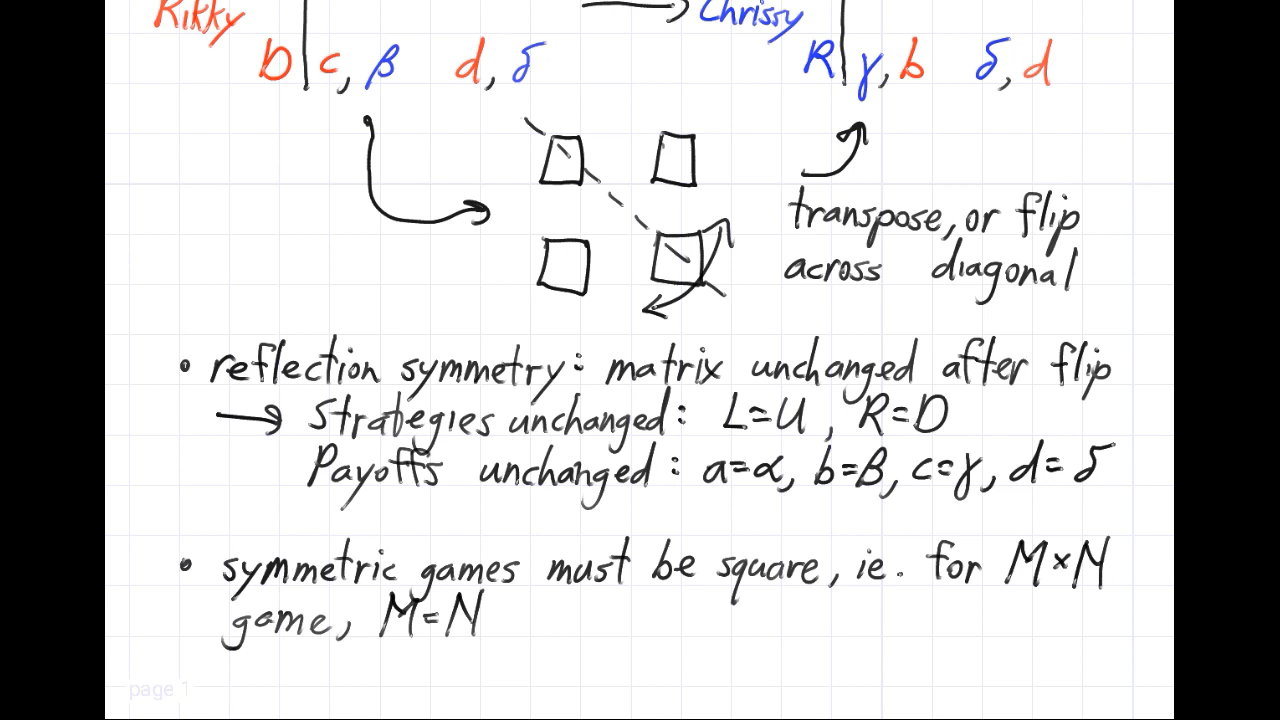 Rikky Chrissy
D c, β d, δ R γ, b δ, d
transpose, or flip
across diagonal
• reflection symmetry: matrix unchanged after flip
→ Strategies unchanged: L=U, R=D
Payoffs unchanged: a=α, b=β, c=γ, d=δ
• symmetric games must be square, ie. for M×N
game, M=N
page 1